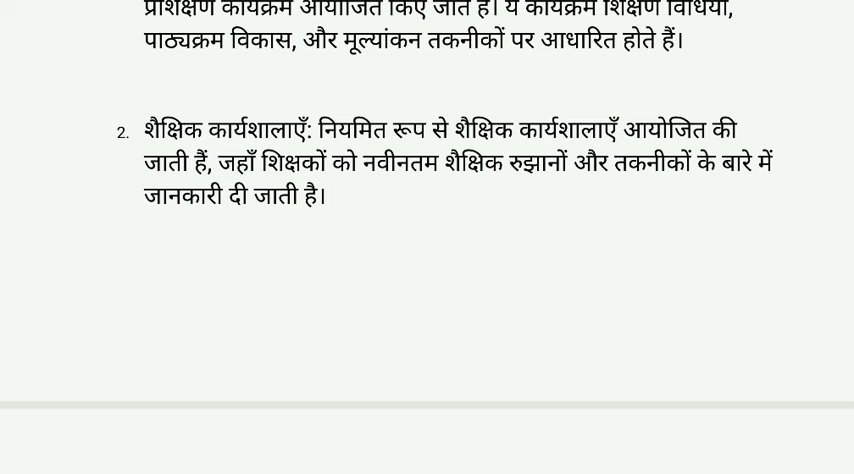 प्रशिक्षण कार्यक्रम आयोजित किए जाते हैं। ये कार्यक्रम शिक्षण विधियों,
पाठ्यक्रम विकास, और मूल्यांकन तकनीकों पर आधारित होते हैं।
2. शैक्षिक कार्यशालाएँ: नियमित रूप से शैक्षिक कार्यशालाएँ आयोजित की
जाती हैं, जहाँ शिक्षकों को नवीनतम शैक्षिक रुझानों और तकनीकों के बारे में
जानकारी दी जाती है।